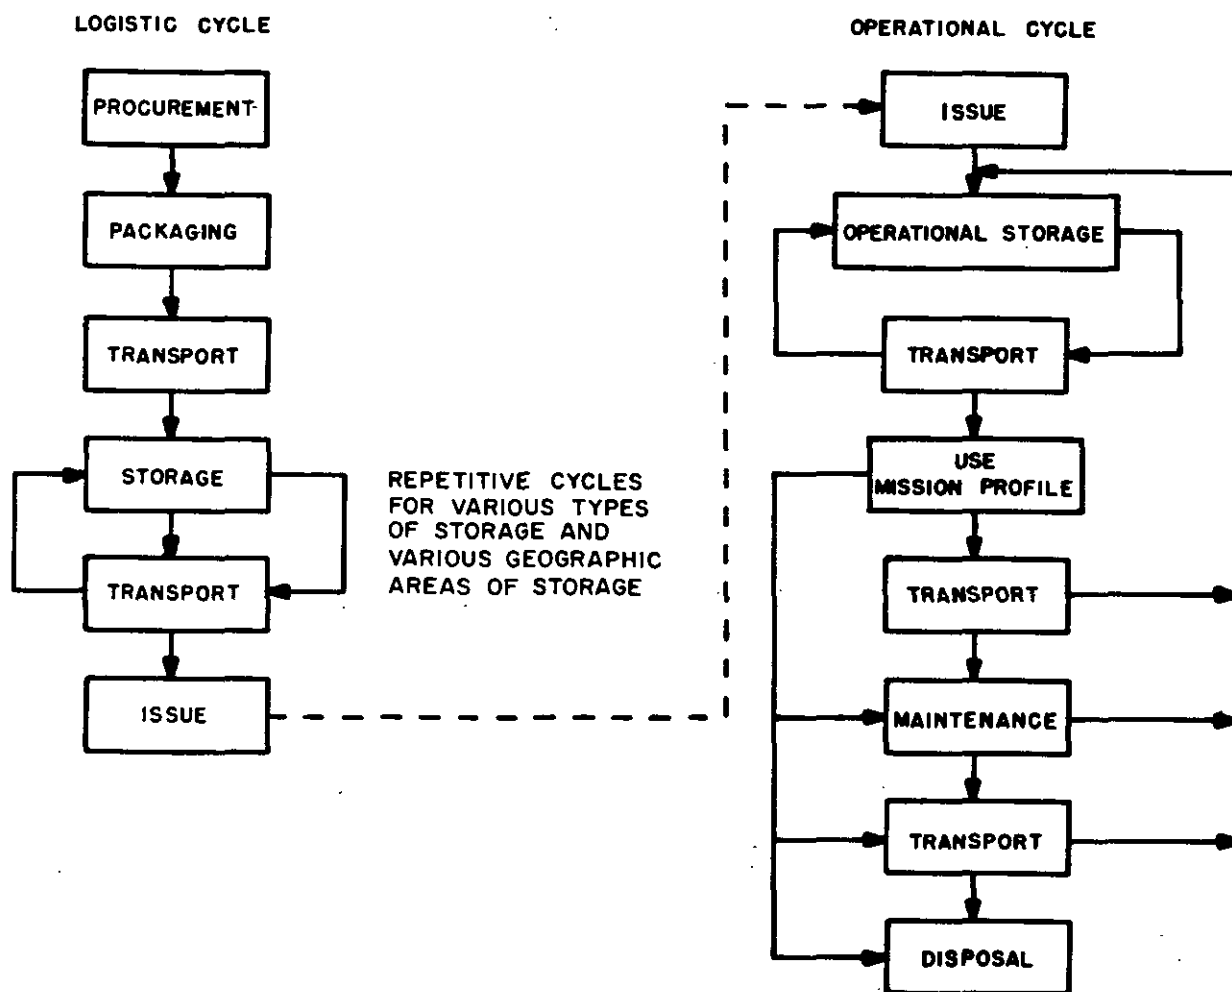 LOGISTIC CYCLE
PROCUREMENT
PACKAGING
TRANSPORT
STORAGE
TRANSPORT
ISSUE
REPETITIVE CYCLES
FOR VARIOUS TYPES
OF STORAGE AND
VARIOUS GEOGRAPHIC
AREAS OF STORAGE
OPERATIONAL CYCLE
ISSUE
OPERATIONAL STORAGE
TRANSPORT
USE
MISSION PROFILE
TRANSPORT
MAINTENANCE
TRANSPORT
DISPOSAL